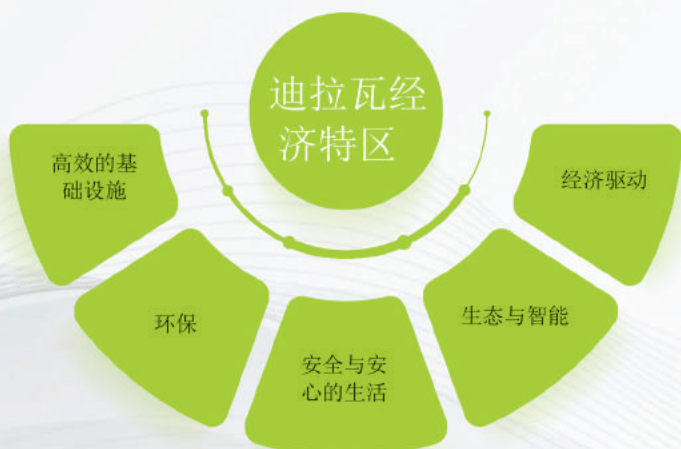 迪拉瓦经
济特区
高效的基
础设施
环保
安全与安
心的生活
生态与智能
经济驱动